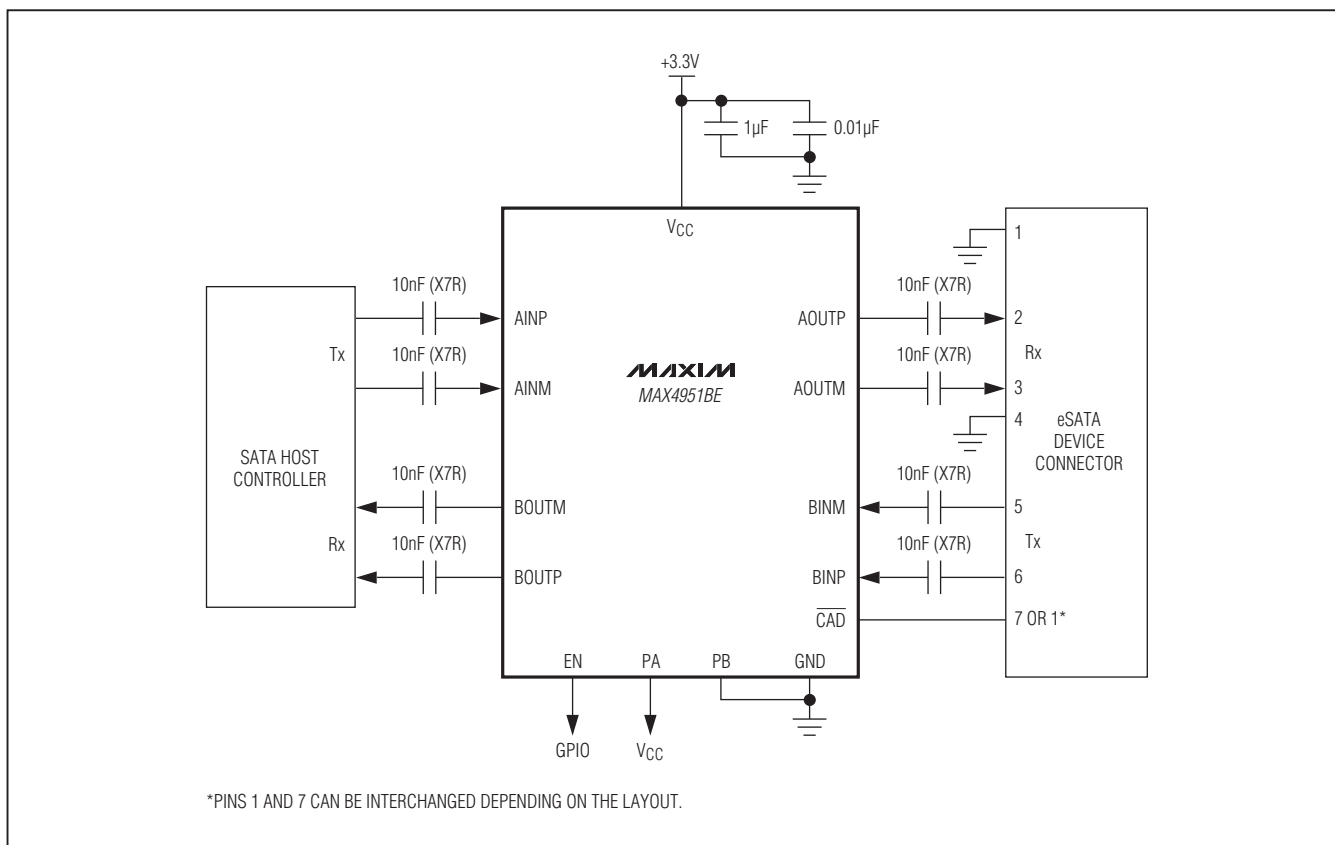 +3.3V
1µF
0.01µF
VCC
1
10nF (X7R)
10nF (X7R)
AINP
AOUTP
2
Tx
10nF (X7R)
MAXIM
MAX4951BE
10nF (X7R)
Rx
AINM
AOUTM
3
4
eSATA
DEVICE
CONNECTOR
SATA HOST
CONTROLLER
10nF (X7R)
10nF (X7R)
BOUTM
BINM
5
Rx
10nF (X7R)
10nF (X7R)
Tx
BOUTP
BINP
6
CAD
7 OR 1*
EN
PA
PB
GND
GPIO
VCC
*PINS 1 AND 7 CAN BE INTERCHANGED DEPENDING ON THE LAYOUT.